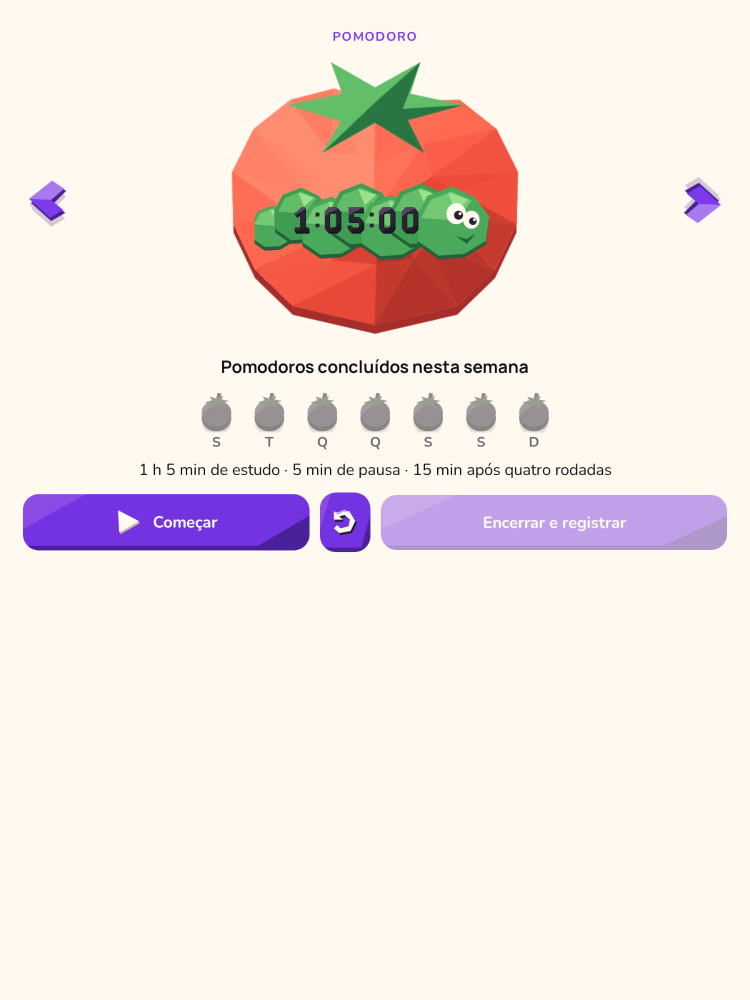 POMODORO
1:05:00
Pomodoros concluídos nesta semana
S T Q Q S S D
1 h 5 min de estudo · 5 min de pausa · 15 min após quatro rodadas
Começar
Encerrar e registrar